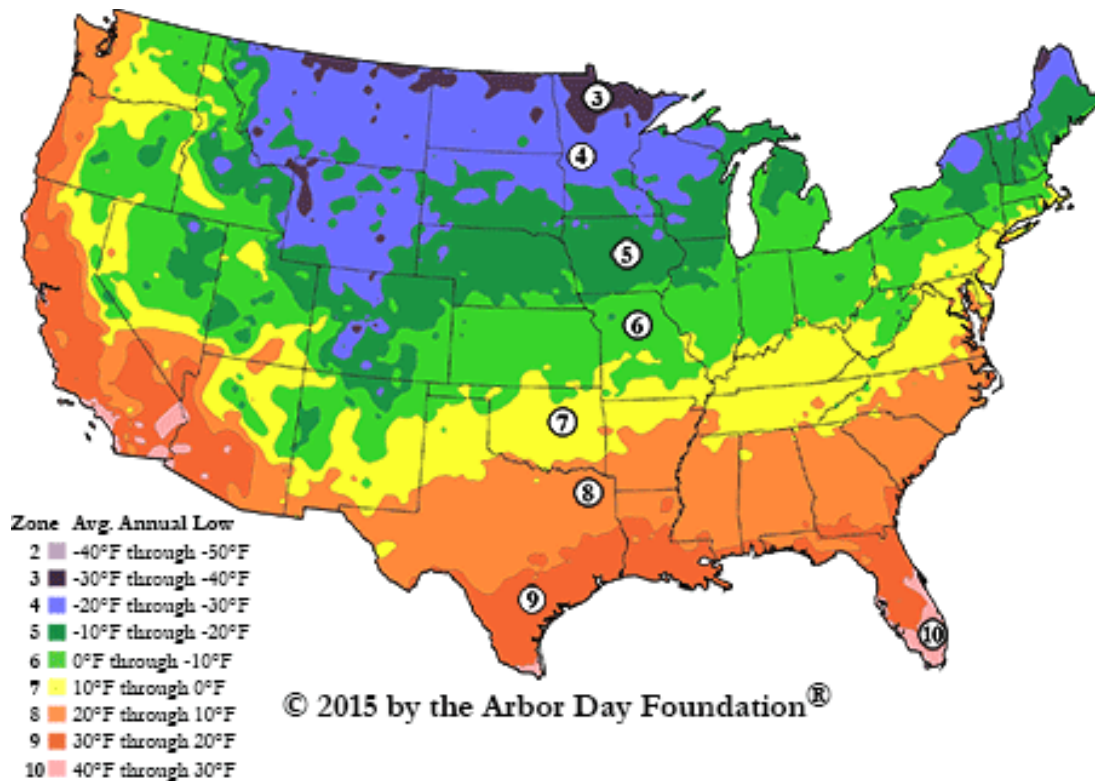 3
4
5
6
7
8
9
10
Zone Avg. Annual Low
2 -40°F through -50°F
3 -30°F through -40°F
4 -20°F through -30°F
5 -10°F through -20°F
6 0°F through -10°F
7 10°F through 0°F
8 20°F through 10°F
9 30°F through 20°F
10 40°F through 30°F
© 2015 by the Arbor Day Foundation®